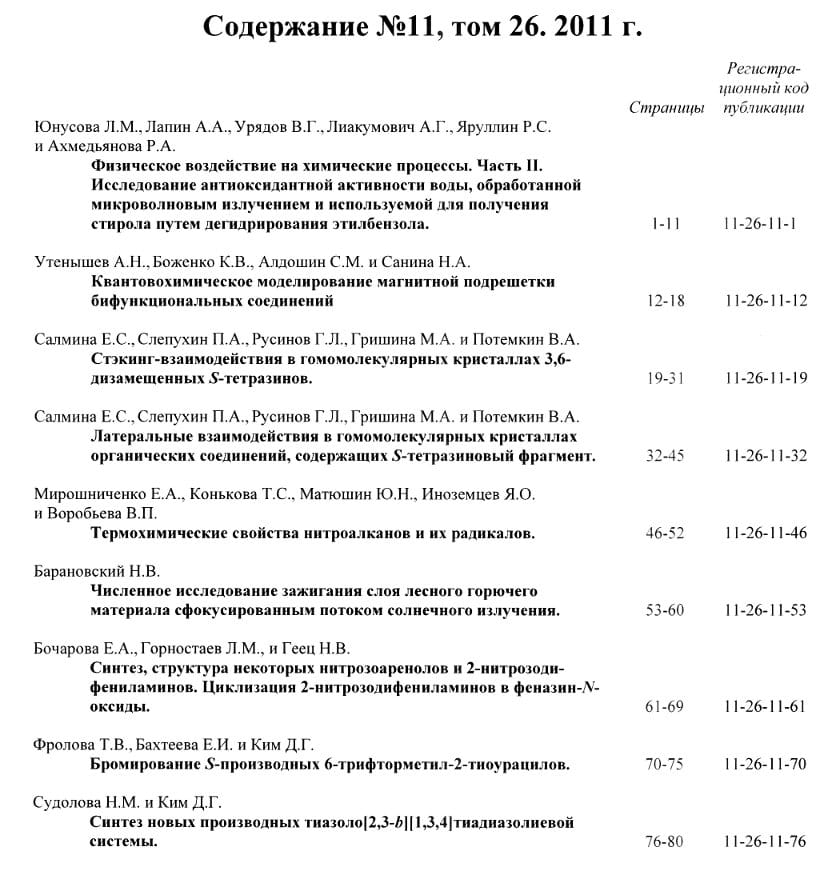 Содержание №11, том 26. 2011 г.
Регистра-
ционный код
Страницы публикации
Юнусова Л.М., Лапин А.А., Урядов В.Г., Лиакумович А.Г., Яруллин Р.С.
и Ахмедьянова Р.А.
Физическое воздействие на химические процессы. Часть II.
Исследование антиоксидантной активности воды, обработанной
микроволновым излучением и используемой для получения
стирола путем дегидрирования этилбензола. 1-11 11-26-11-1
Утенышев А.Н., Боженко К.В., Алдошин С.М. и Санина Н.А.
Квантовохимическое моделирование магнитной подрешетки
бифункциональных соединений 12-18 11-26-11-12
Салмина Е.С., Слепухин П.А., Русинов Г.Л., Гришина М.А. и Потемкин В.А.
Стэкинг-взаимодействия в гомомолекулярных кристаллах 3,6-
дизамещенных S-тетразинов. 19-31 11-26-11-19
Салмина Е.С., Слепухин П.А., Русинов Г.Л., Гришина М.А. и Потемкин В.А.
Латеральные взаимодействия в гомомолекулярных кристаллах
органических соединений, содержащих S-тетразиновый фрагмент. 32-45 11-26-11-32
Мирошниченко Е.А., Конькова Т.С., Матюшин Ю.Н., Иноземцев Я.О.
и Воробьева В.П.
Термохимические свойства нитроалканов и их радикалов. 46-52 11-26-11-46
Барановский Н.В.
Численное исследование зажигания слоя лесного горючего
материала сфокусированным потоком солнечного излучения. 53-60 11-26-11-53
Бочарова Е.А., Горностаев Л.М., и Геец Н.В.
Синтез, структура некоторых нитрозоаренолов и 2-нитрозоди-
фениламинов. Циклизация 2-нитрозодифениламинов в феназин-N-
оксиды. 61-69 11-26-11-61
Фролова Т.В., Бахтеева Е.И. и Ким Д.Г.
Бромирование S-производных 6-трифторметил-2-тиоурацилов. 70-75 11-26-11-70
Судолова Н.М. и Ким Д.Г.
Синтез новых производных тиазоло[2,3-b][1,3,4]тиадиазолиевой
системы. 76-80 11-26-11-76